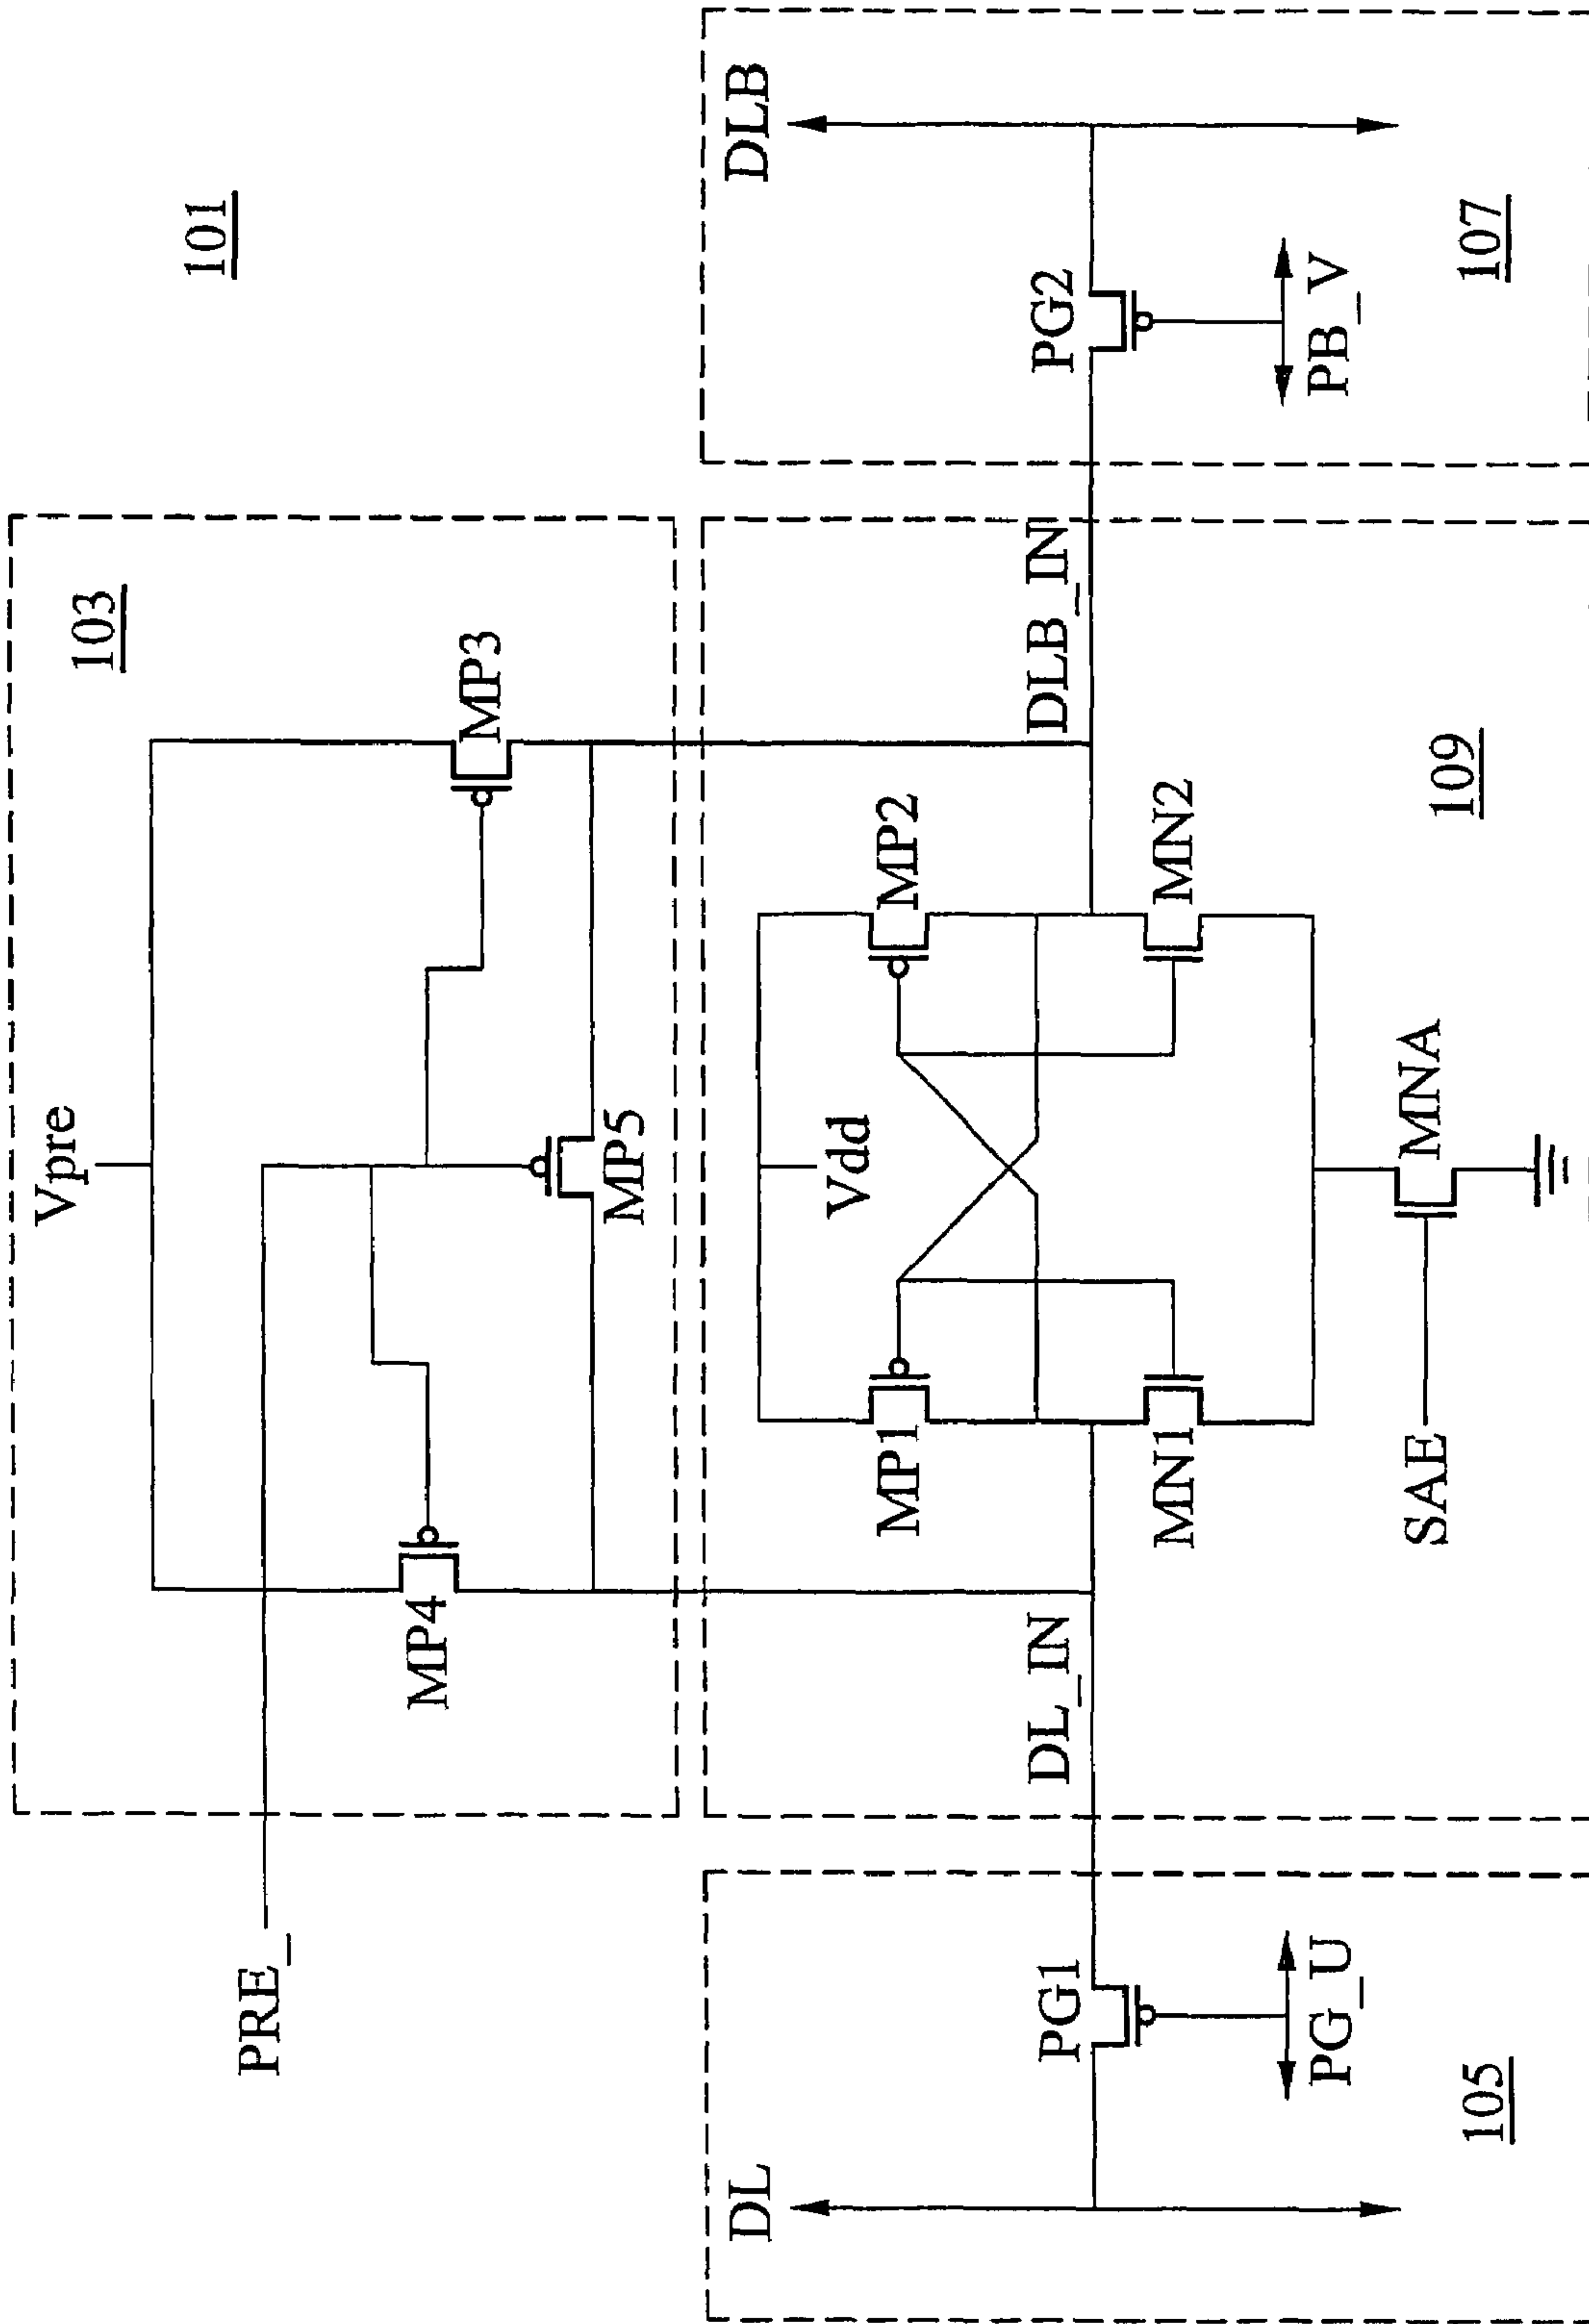 Vpre
103
101
PRE_
MP4
MP3
MP5
DL
DLB
Vdd
MP1
MP2
DL_IN
DLB_IN
PG1
PG2
MN1
MN2
PG_U
PB_V
SAE
MNA
105
109
107